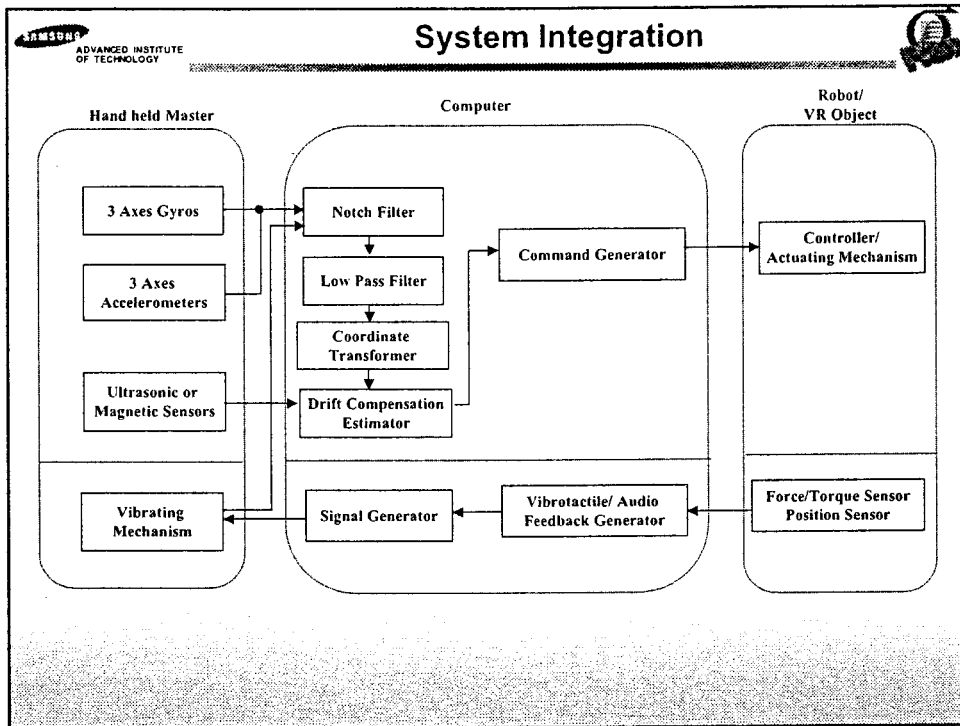 SAMSUNG
ADVANCED INSTITUTE
OF TECHNOLOGY
System Integration
Hand held Master
Computer
Robot/
VR Object
3 Axes Gyros
3 Axes
Accelerometers
Ultrasonic or
Magnetic Sensors
Vibrating
Mechanism
Notch Filter
Low Pass Filter
Coordinate
Transformer
Drift Compensation
Estimator
Signal Generator
Command Generator
Vibrotactile/ Audio
Feedback Generator
Controller/
Actuating Mechanism
Force/Torque Sensor
Position Sensor